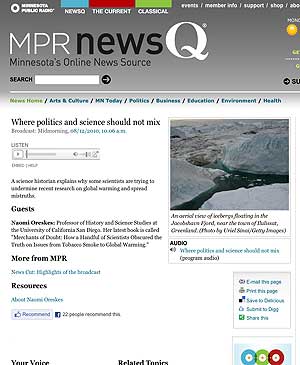 MINNESOTA
PUBLIC RADIO
NEWSQ THE CURRENT CLASSICAL
events / member info / support / shop / abo
MPR news Q
Minnesota's Online News Source
SEARCH
News Home / Arts & Culture / MN Today / Politics / Business / Education / Environment / Health
Where politics and science should not mix
Broadcast: Midmorning, 08/12/2010, 10:06 a.m.
LISTEN
EMBED | HELP
A science historian explains why some scientists are trying to
undermine recent research on global warming and spread
mistruths.
Guests
Naomi Oreskes: Professor of History and Science Studies at
the University of California San Diego. Her latest book is called
"Merchants of Doubt: How a Handful of Scientists Obscured the
Truth on Issues from Tobacco Smoke to Global Warming."
More from MPR
News Cut: Highlights of the broadcast
Resources
About Naomi Oreskes
Recommend 22 people recommend this.
An aerial view of icebergs floating in the
Jacobshavn Fjord, near the town of Ilulissat,
Greenland. (Photo by Uriel Sinai/Getty Images)
AUDIO
Where politics and science should not mix
(program audio)
E-mail this page
Print this page
Save to Delicious
Submit to Digg
Share this
Your Voice
Related Topics